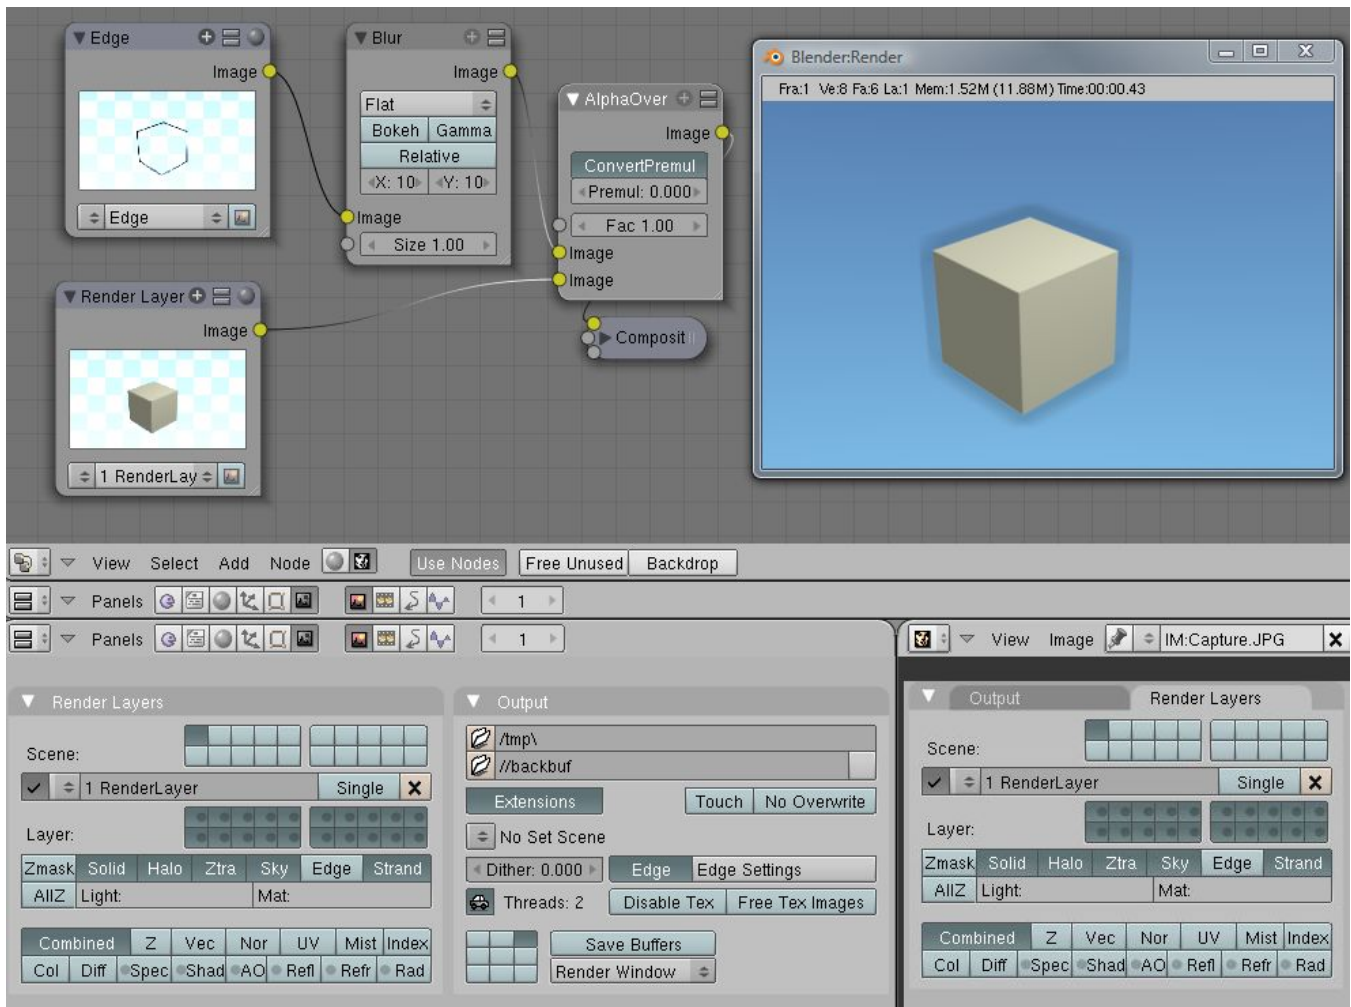 Edge
Image
Edge
Blur
Image
Flat
Bokeh Gamma
Relative
X: 10 Y: 10
Image
Size 1.00
AlphaOver
Image
ConvertPremul
Premul: 0.000
Fac 1.00
Image
Image
Composit
Render Layer
Image
1 RenderLay
Blender:Render
Fra:1 Ve:8 Fa:6 La:1 Mem:1.52M (11.88M) Time:00:00.43
View Select Add Node Use Nodes Free Unused Backdrop
Panels 1
Panels 1
View Image IM:Capture.JPG
Render Layers
Scene:
1 RenderLayer Single
Layer:
Zmask Solid Halo Ztra Sky Edge Strand
AllZ Light: Mat:
Combined Z Vec Nor UV Mist Index
Col Diff Spec Shad AO Refl Refr Rad
Output
/tmp\
//backbuf
Extensions Touch No Overwrite
No Set Scene
Dither: 0.000 Edge Edge Settings
Threads: 2 Disable Tex Free Tex Images
Save Buffers
Render Window
Output Render Layers
Scene:
1 RenderLayer Single
Layer:
Zmask Solid Halo Ztra Sky Edge Strand
AllZ Light: Mat:
Combined Z Vec Nor UV Mist Index
Col Diff Spec Shad AO Refl Refr Rad